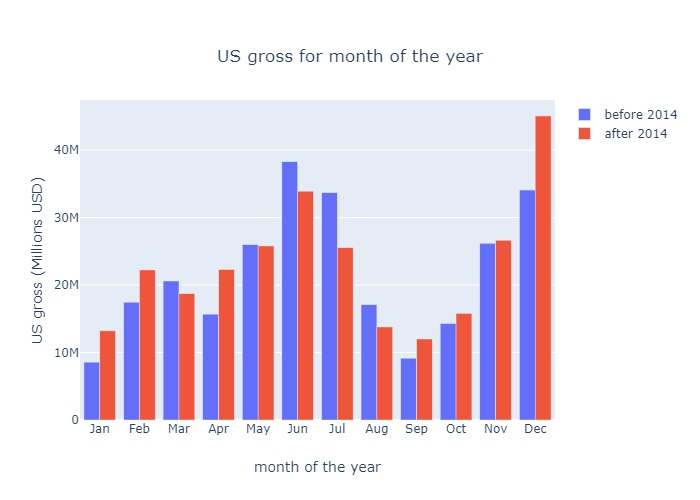 US gross for month of the year
before 2014
after 2014
US gross (Millions USD)
40M
30M
20M
10M
0
Jan Feb Mar Apr May Jun Jul Aug Sep Oct Nov Dec
month of the year